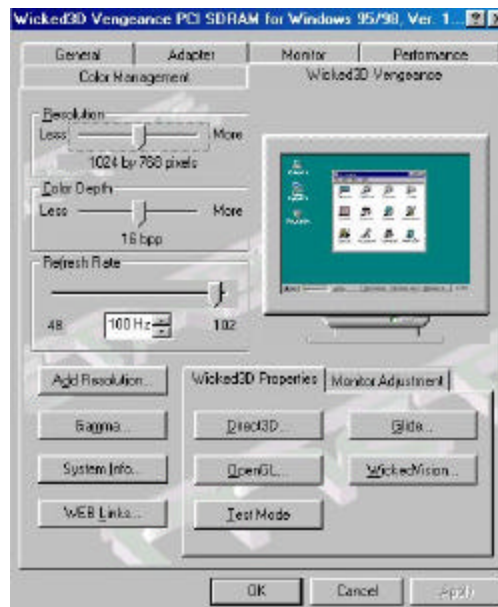 Wicked3D Vengeance PCI SDRAM for Windows 95/98, Ver. 1...
General Adapter Monitor Performance
Color Management Wicked3D Vengeance
Resolution
Less More
1024 by 768 pixels
Color Depth
Less More
16 bpp
Refresh Rate
48 100 Hz 102
Add Resolution...
Gamma...
System Info...
WEB Links...
Wicked3D Properties Monitor Adjustment
Direct3D... Glide...
OpenGL... WickedVision...
Test Mode
OK Cancel Apply